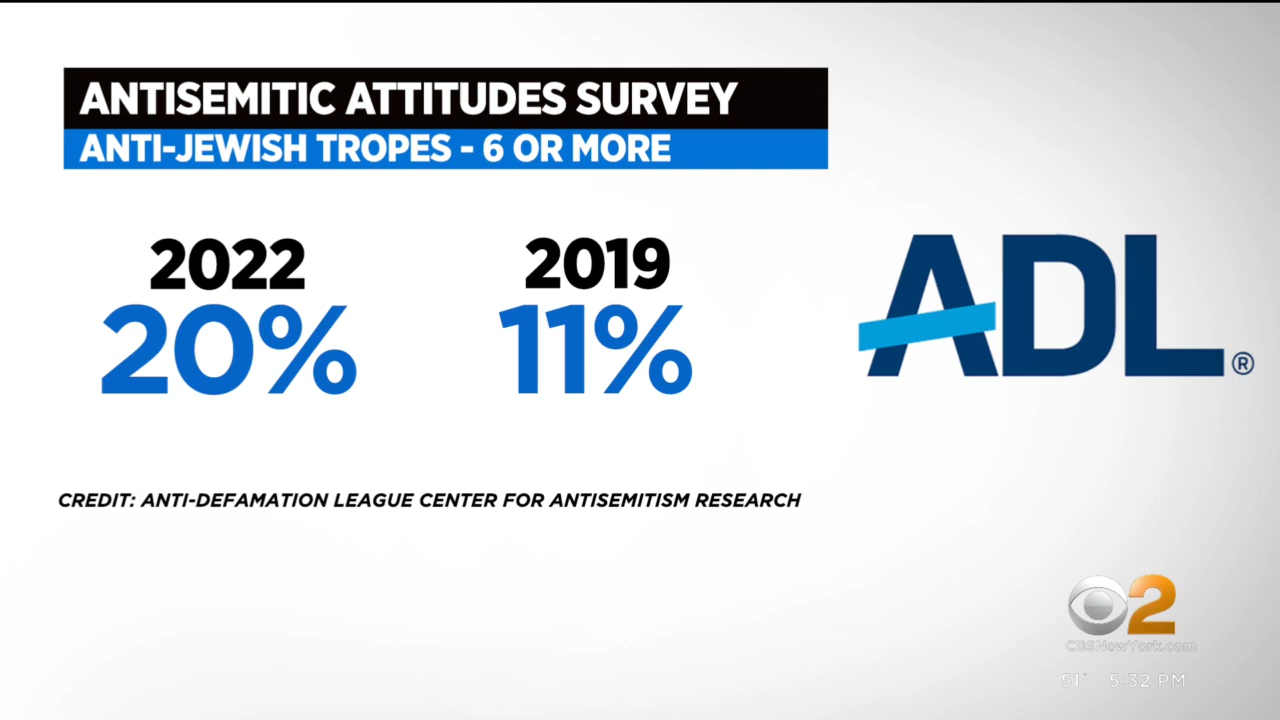 ANTISEMITIC ATTITUDES SURVEY
ANTI-JEWISH TROPES - 6 OR MORE
2022 2019
20% 11%
ADL®
CREDIT: ANTI-DEFAMATION LEAGUE CENTER FOR ANTISEMITISM RESEARCH
2
CBSNewYork.com
51° 5:32 PM